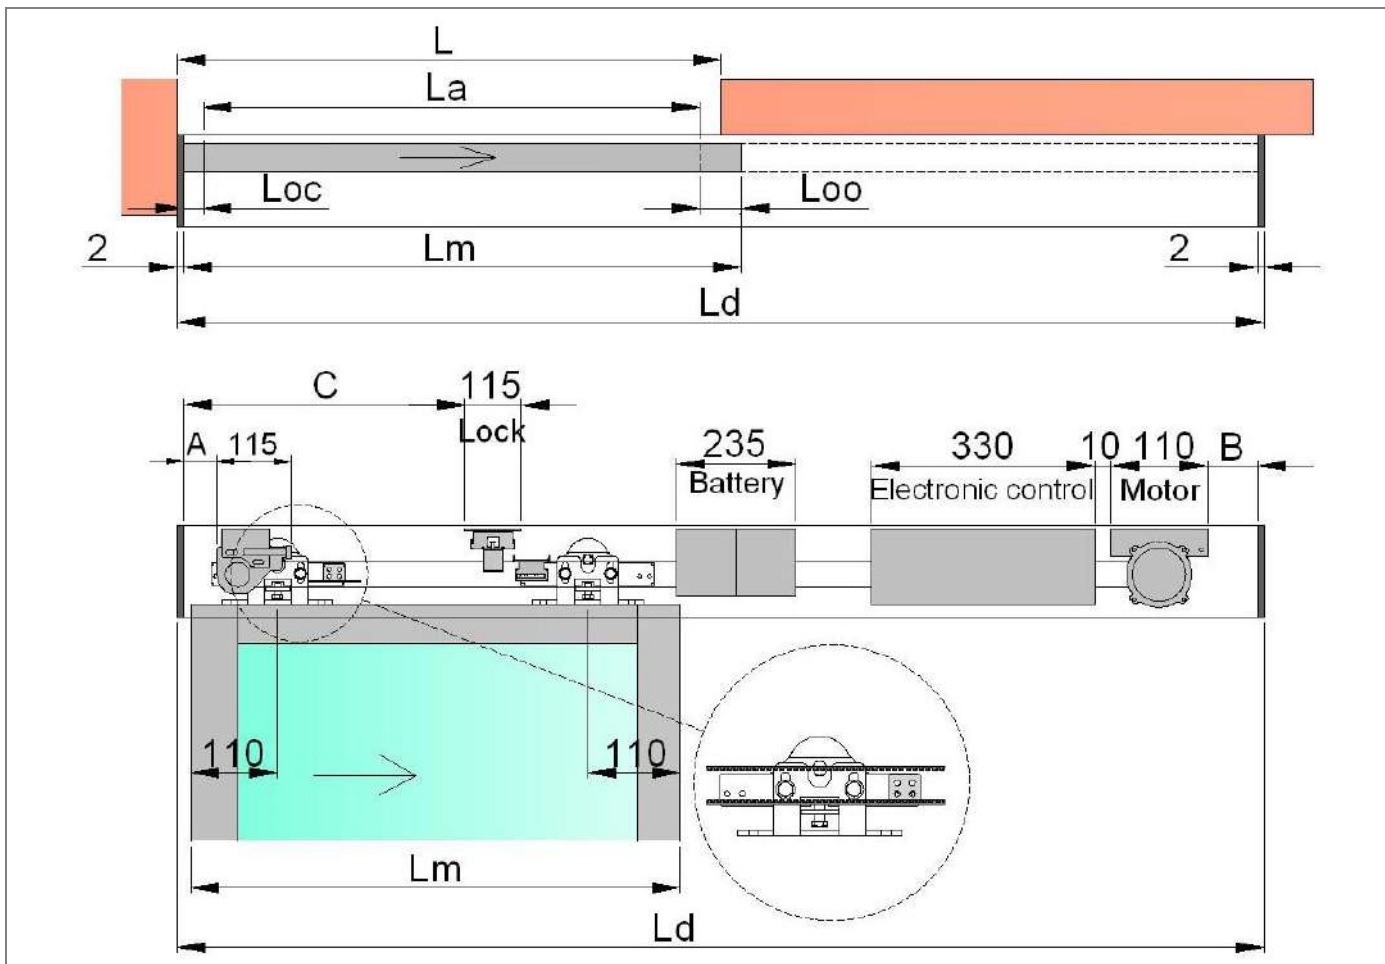 L
La
Loc
Loo
2
Lm
2
Ld
C
115
Lock
A
115
235
Battery
330
Electronic control
10
110
Motor
B
110
110
Lm
Ld